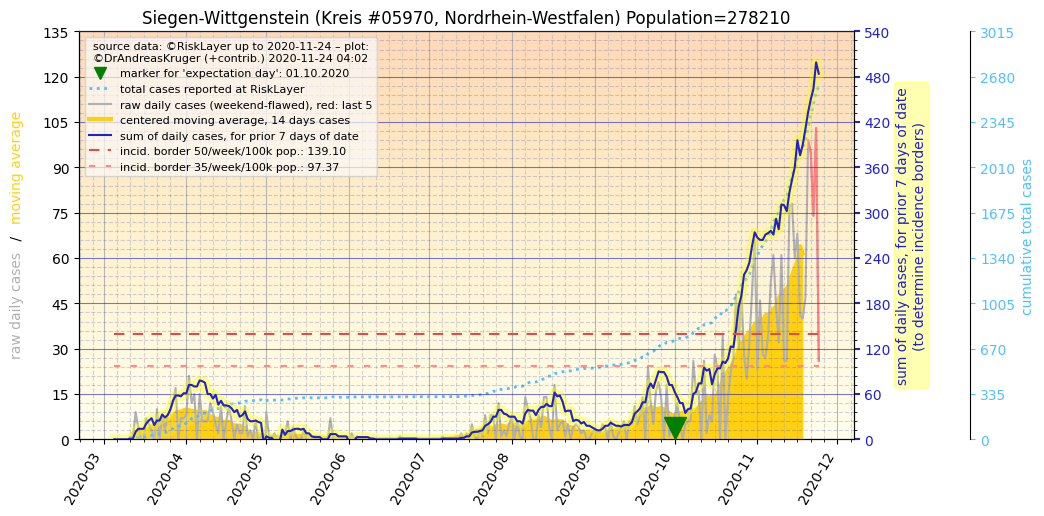 Siegen-Wittgenstein (Kreis #05970, Nordrhein-Westfalen) Population=278210
source data: ©RiskLayer up to 2020-11-24 – plot:
©DrAndreasKruger (+contrib.) 2020-11-24 04:02
marker for 'expectation day': 01.10.2020
total cases reported at RiskLayer
raw daily cases (weekend-flawed), red: last 5
centered moving average, 14 days cases
sum of daily cases, for prior 7 days of date
incid. border 50/week/100k pop.: 139.10
incid. border 35/week/100k pop.: 97.37
raw daily cases / moving average
135
120
105
90
75
60
45
30
15
0
2020-03
2020-04
2020-05
2020-06
2020-07
2020-08
2020-09
2020-10
2020-11
2020-12
540
480
420
360
300
240
180
120
60
0
sum of daily cases, for prior 7 days of date
(to determine incidence borders)
3015
2680
2345
2010
1675
1340
1005
670
335
0
cumulative total cases